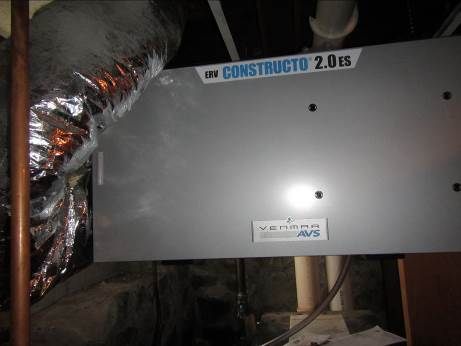 ERV CONSTRUCTO® 2.0 ES
VENMAR
AVS